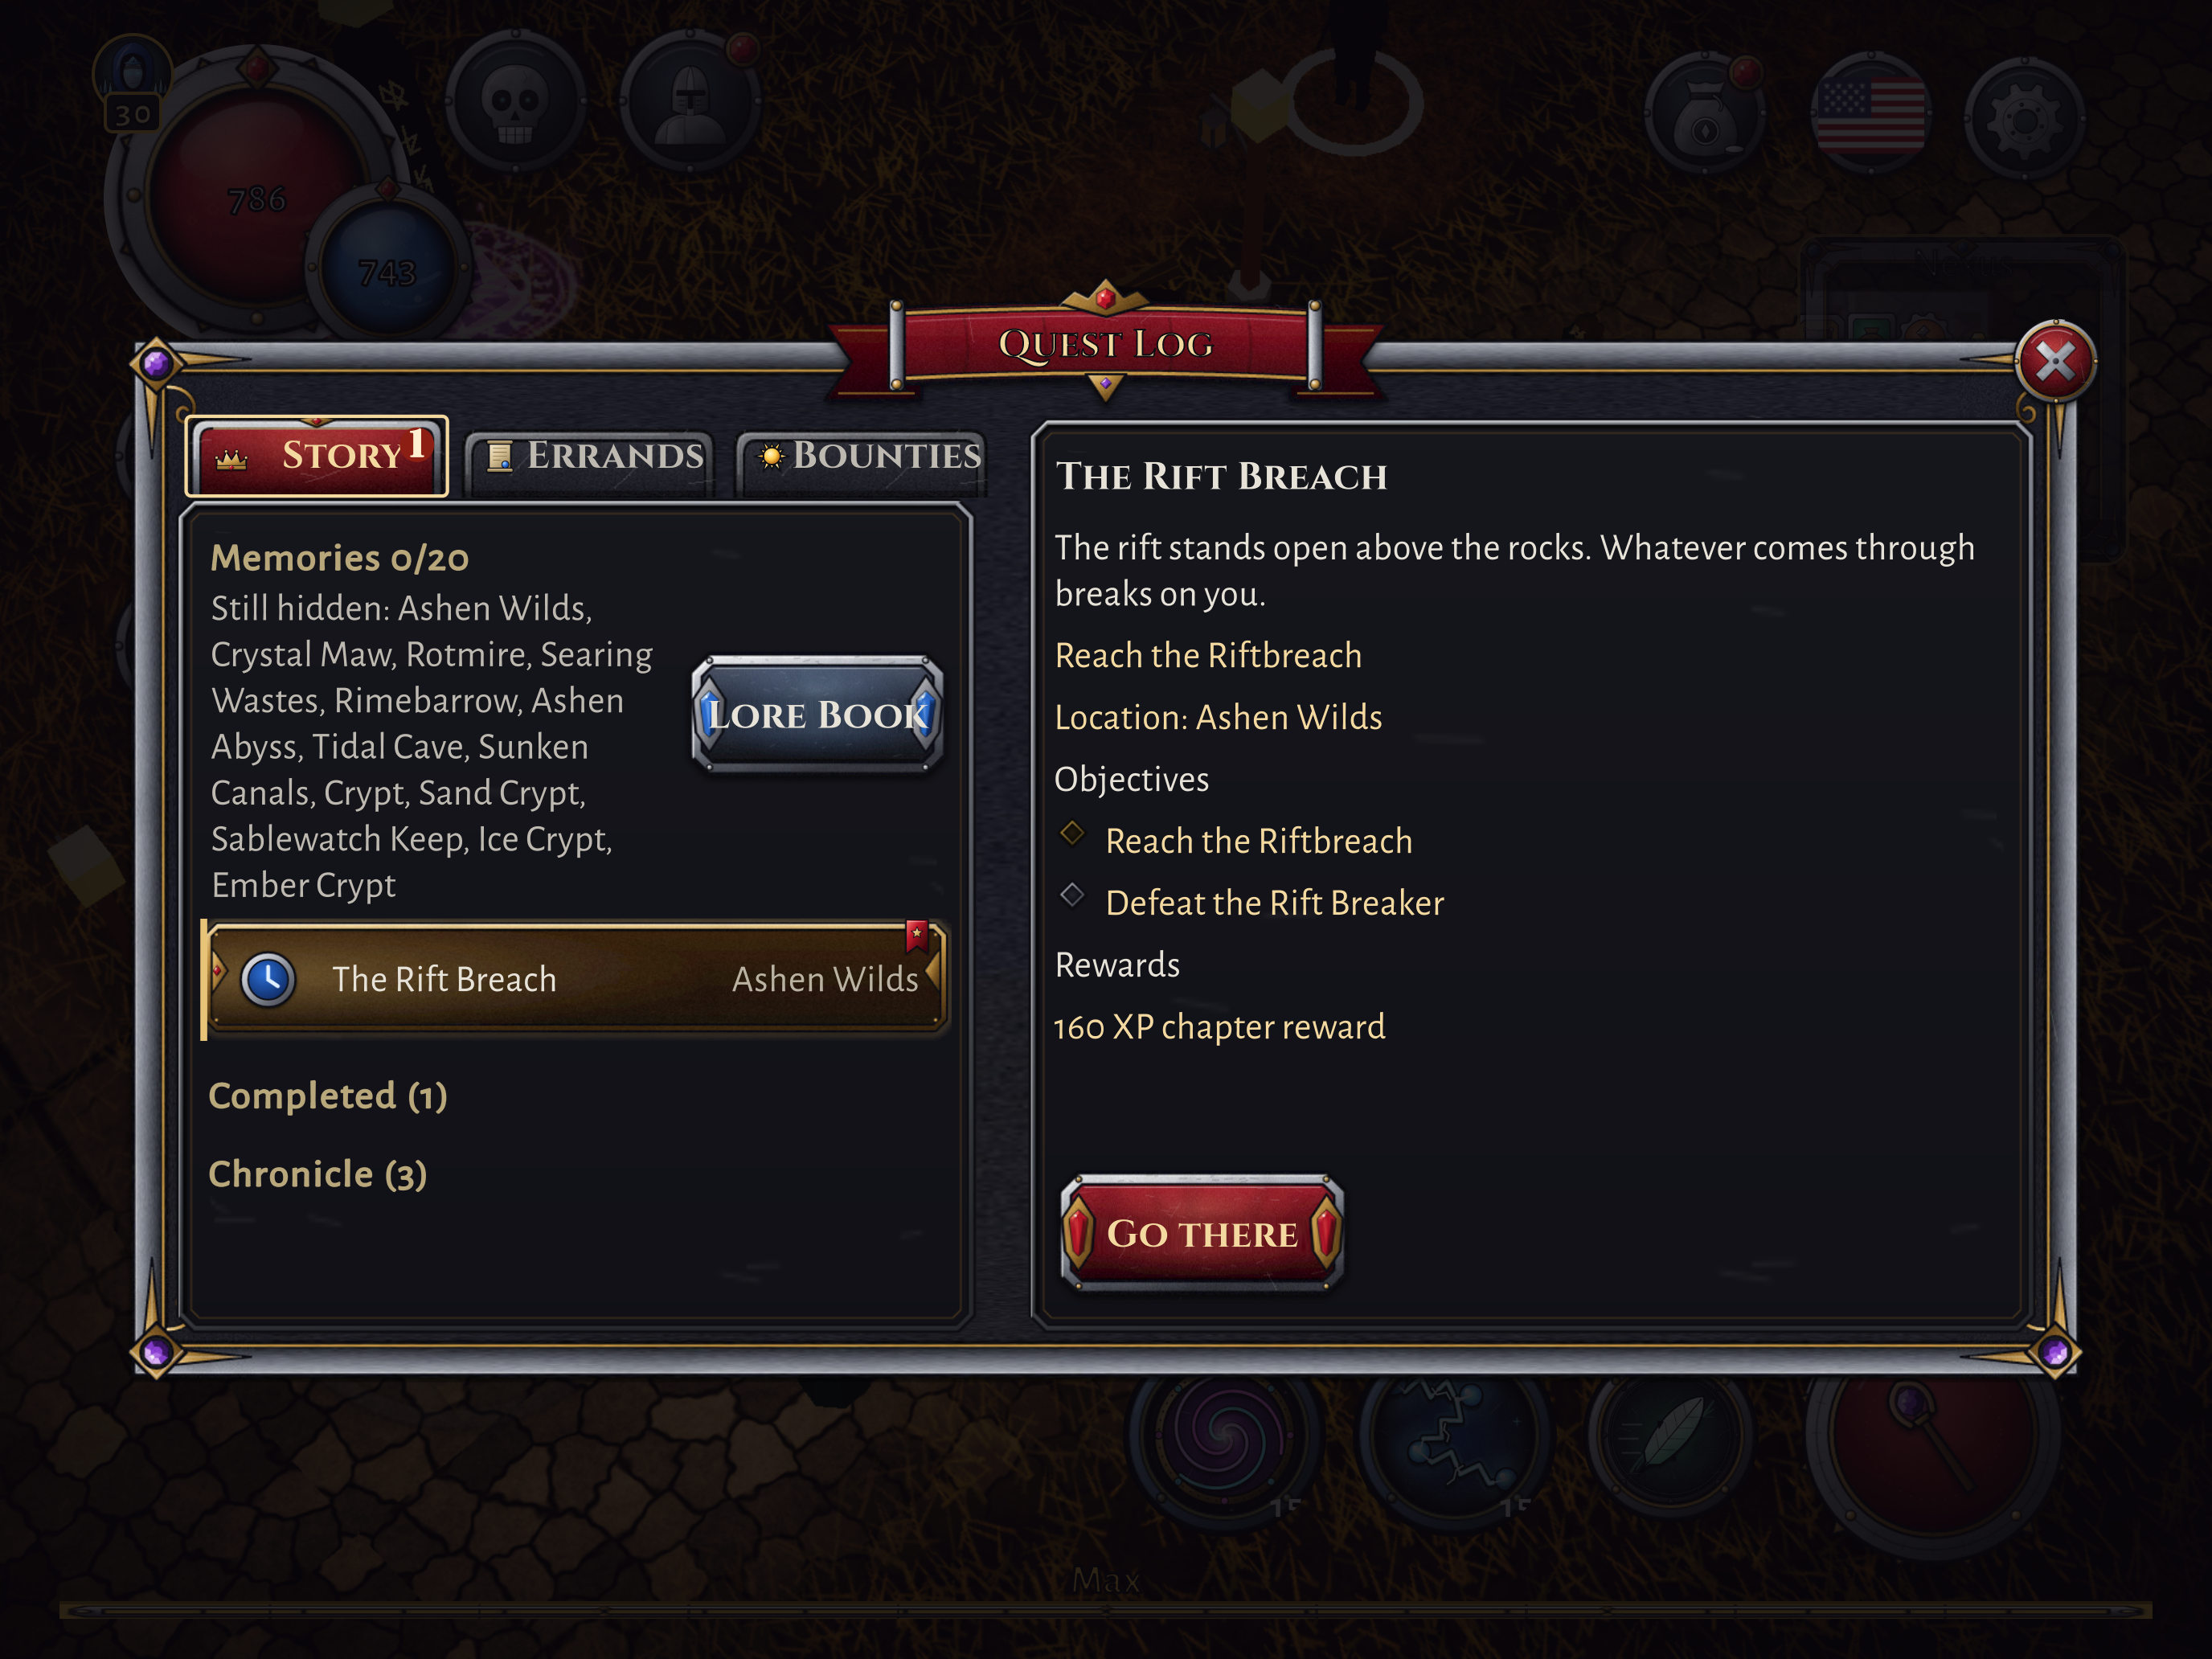 30
786
743
Quest Log
Story 1
Errands
Bounties
Memories 0/20
Still hidden: Ashen Wilds,
Crystal Maw, Rotmire, Searing
Wastes, Rimebarrow, Ashen
Abyss, Tidal Cave, Sunken
Canals, Crypt, Sand Crypt,
Sablewatch Keep, Ice Crypt,
Ember Crypt
Lore Book
The Rift Breach
Ashen Wilds
Completed (1)
Chronicle (3)
The Rift Breach
The rift stands open above the rocks. Whatever comes through
breaks on you.
Reach the Riftbreach
Location: Ashen Wilds
Objectives
Reach the Riftbreach
Defeat the Rift Breaker
Rewards
160 XP chapter reward
Go there
Max